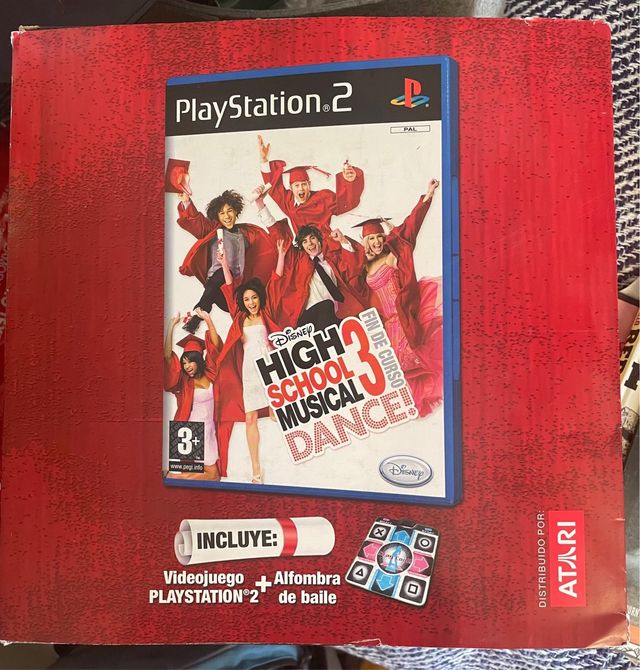 PlayStation®2
PAL
Disney
HIGH
SCHOOL
MUSICAL
3
FIN DE CURSO
DANCE!
3+
www.pegi.info
Disney
INCLUYE:
Videojuego
PLAYSTATION®2
+
Alfombra
de baile
DISTRIBUIDO POR:
ATARI